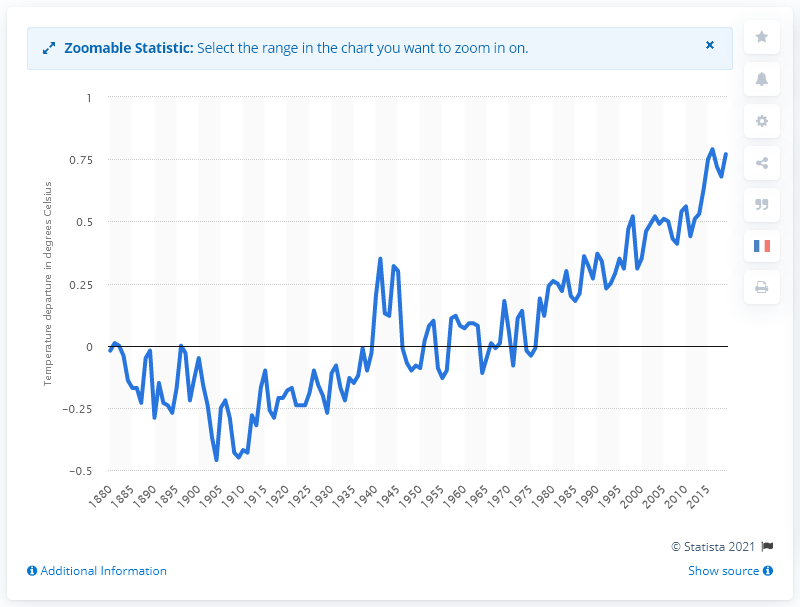 Zoomable Statistic: Select the range in the chart you want to zoom in on.
Temperature departure in degrees Celsius
1
0.75
0.5
0.25
0
−0.25
−0.5
1880 1885 1890 1895 1900 1905 1910 1915 1920 1925 1930 1935 1940 1945 1950 1955 1960 1965 1970 1975 1980 1985 1990 1995 2000 2005 2010 2015
© Statista 2021
Additional Information Show source